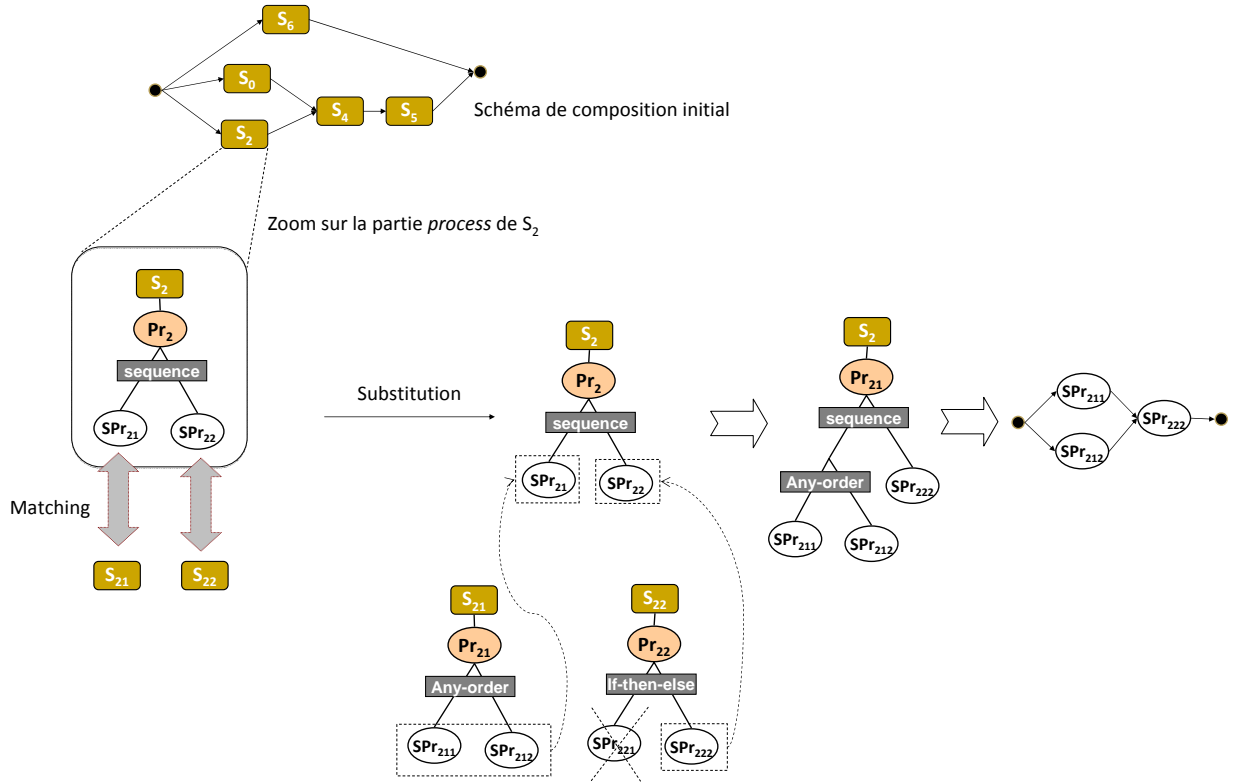 S₆
S₀
S₄
S₅
Schéma de composition initial
S₂
Zoom sur la partie process de S₂
S₂
Pr₂
sequence
SPr₂₁
SPr₂₂
Matching
S₂₁
S₂₂
Substitution
S₂
Pr₂
sequence
SPr₂₁
SPr₂₂
S₂₁
Pr₂₁
Any-order
SPr₂₁₁
SPr₂₁₂
S₂₂
Pr₂₂
If-then-else
SPr₂₂₁
SPr₂₂₂
S₂
Pr₂₁
sequence
Any-order
SPr₂₂₂
SPr₂₁₁
SPr₂₁₂
SPr₂₁₁
SPr₂₂₂
SPr₂₁₂